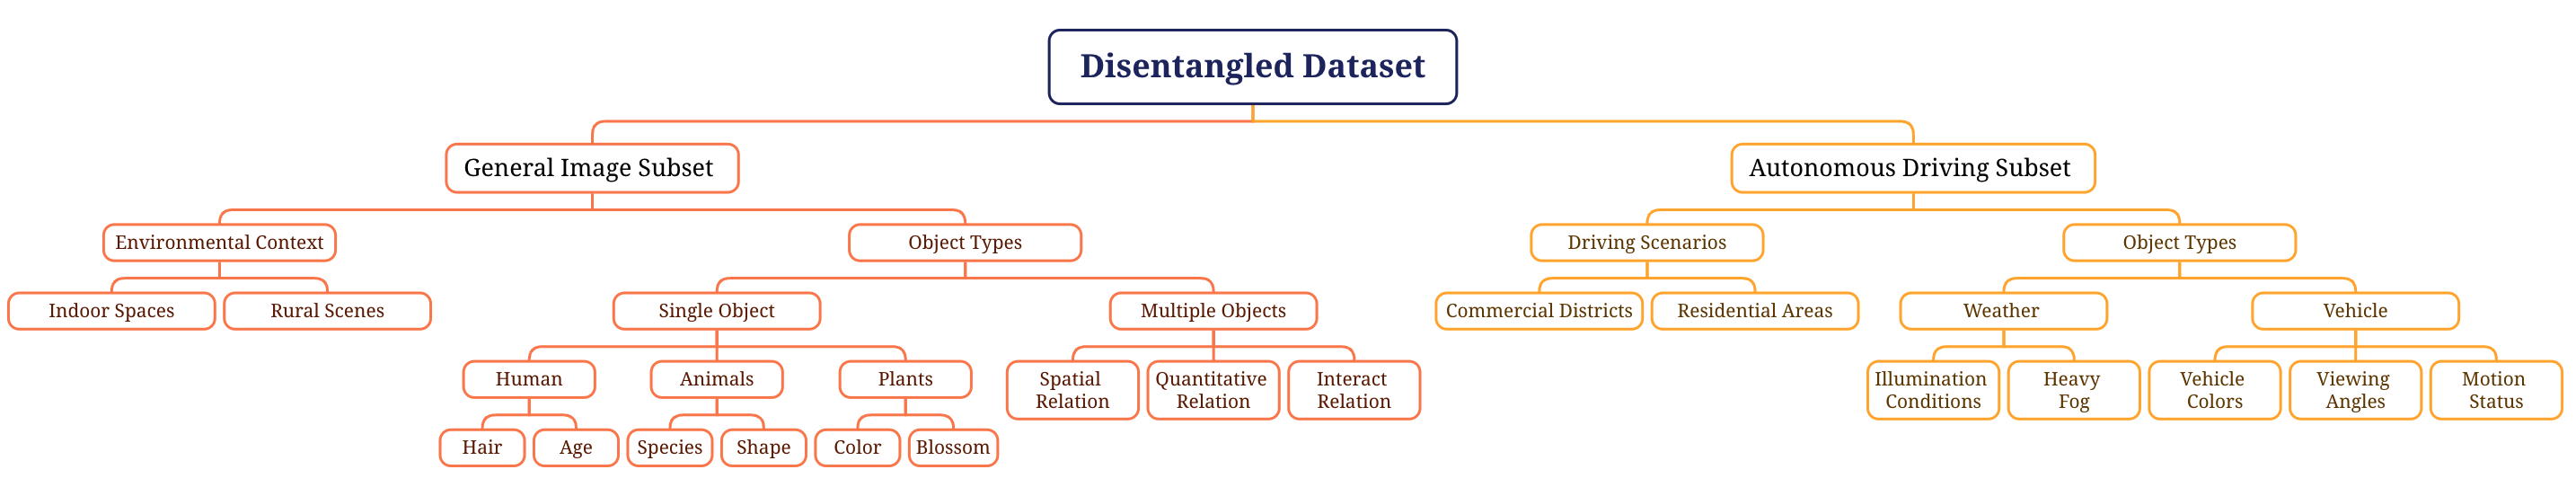 Disentangled Dataset
General Image Subset
Autonomous Driving Subset
Environmental Context
Object Types
Driving Scenarios
Object Types
Indoor Spaces
Rural Scenes
Single Object
Multiple Objects
Commercial Districts
Residential Areas
Weather
Vehicle
Human
Animals
Plants
Spatial
Relation
Quantitative
Relation
Interact
Relation
Illumination
Conditions
Heavy
Fog
Vehicle
Colors
Viewing
Angles
Motion
Status
Hair
Age
Species
Shape
Color
Blossom